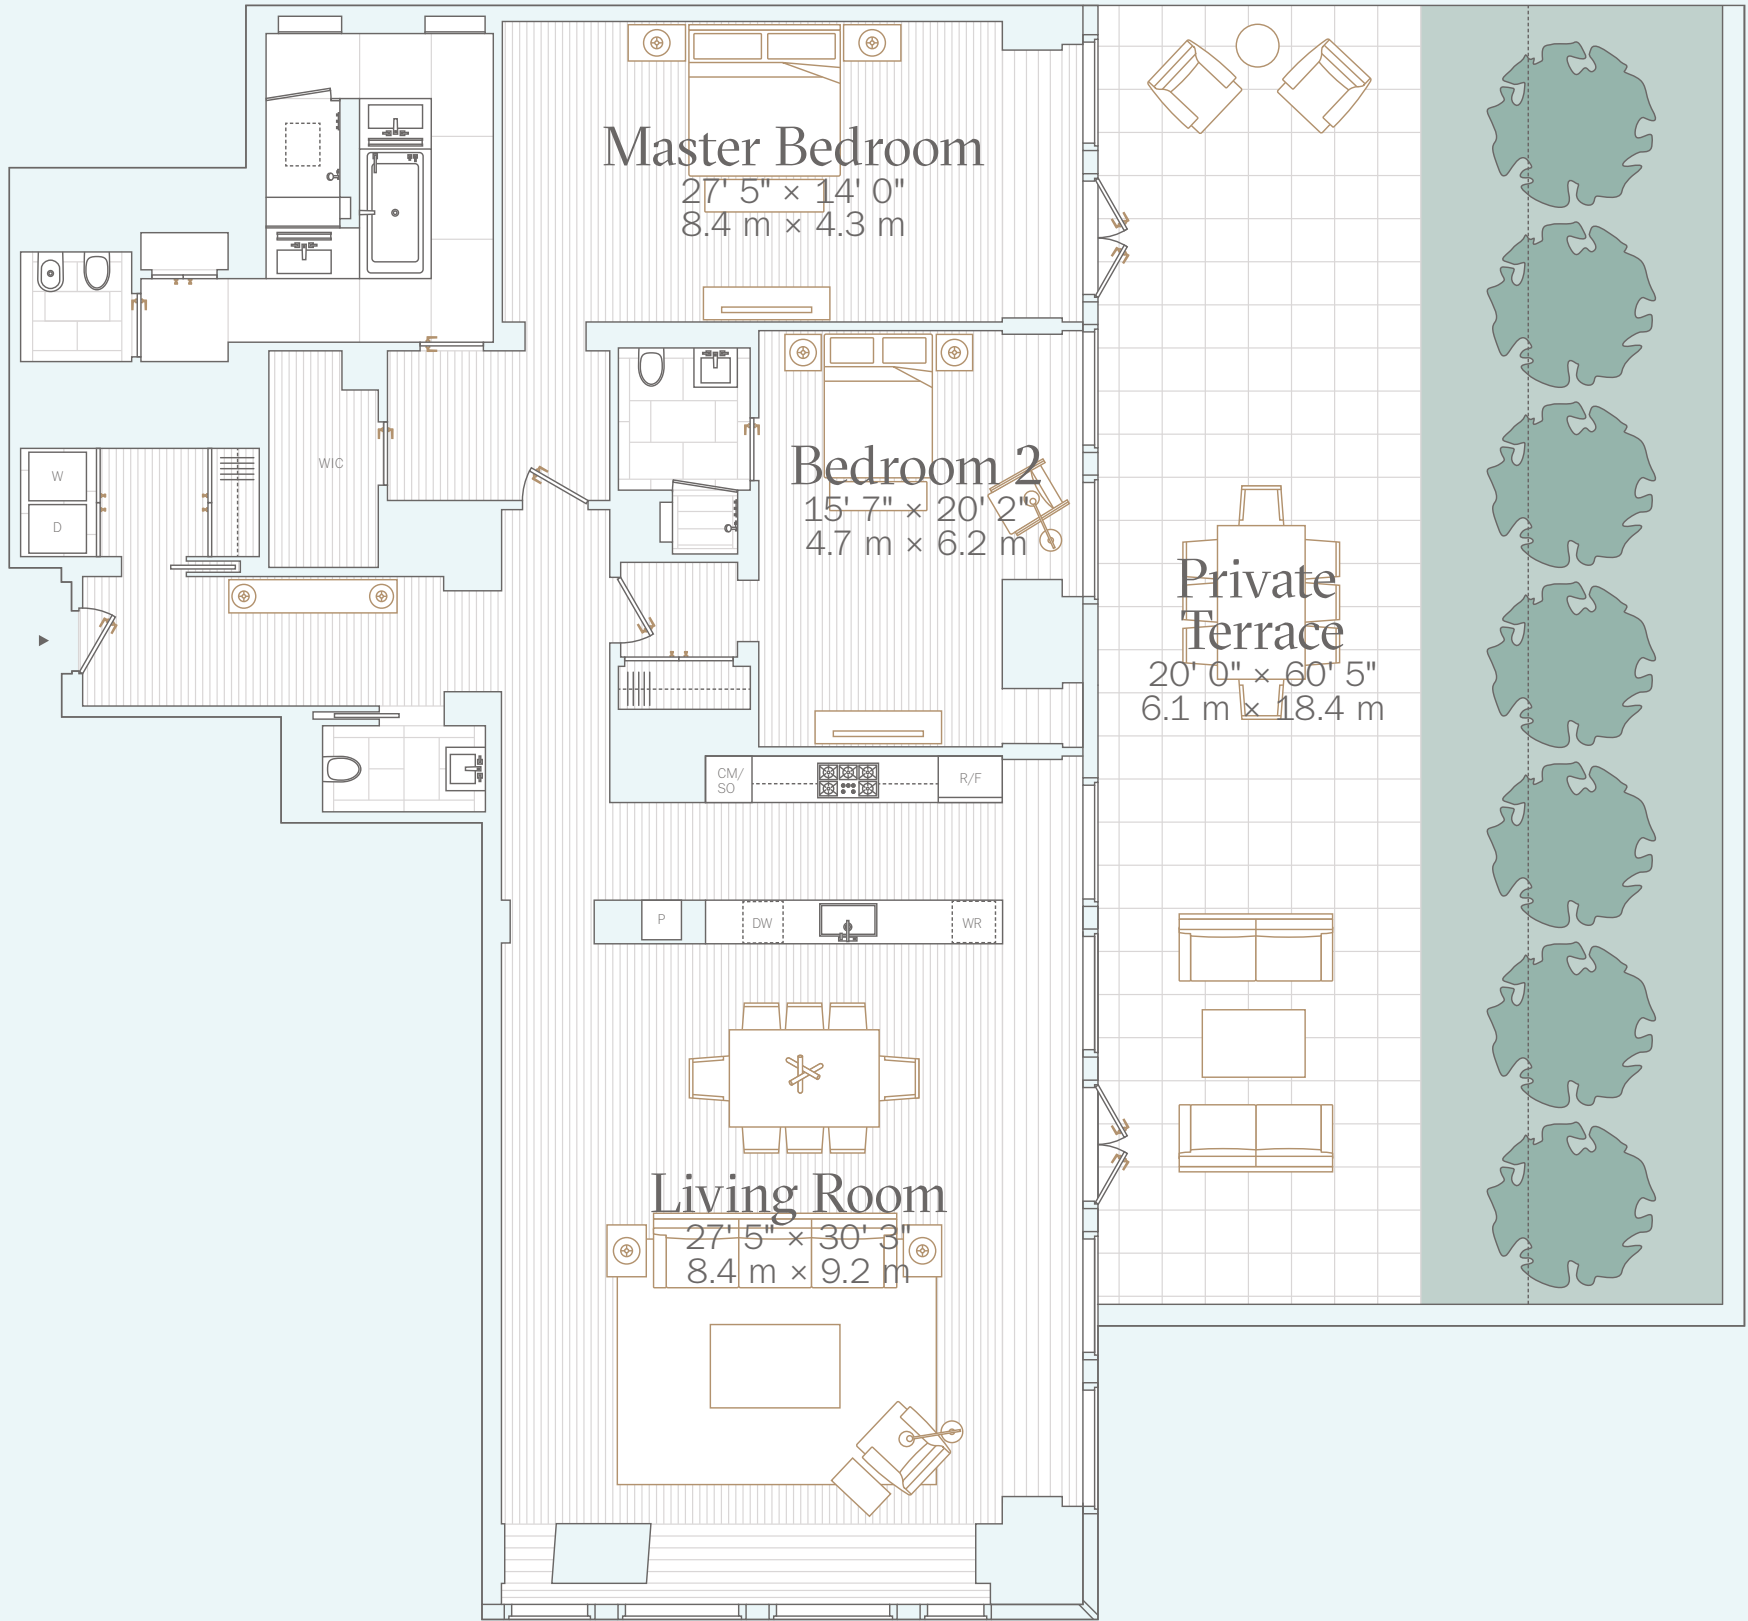 Master Bedroom
27' 5" × 14' 0"
8.4 m × 4.3 m
WIC
W
D
Bedroom 2
15' 7" × 20' 2"
4.7 m × 6.2 m
Private
Terrace
20' 0" × 60' 5"
6.1 m × 18.4 m
CM/
SO
R/F
P
DW
WR
Living Room
27' 5" × 30' 3"
8.4 m × 9.2 m